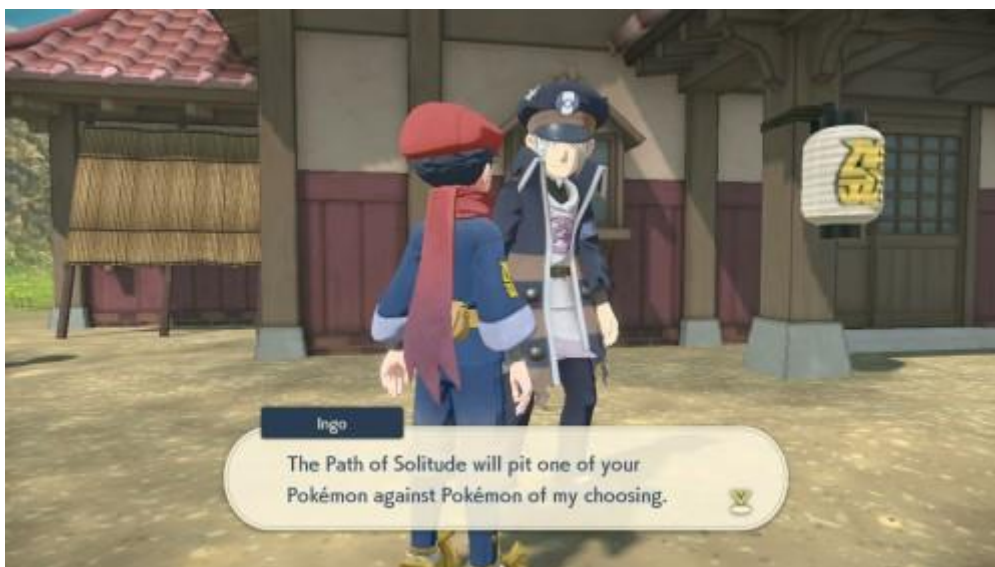 Ingo
The Path of Solitude will pit one of your
Pokémon against Pokémon of my choosing.